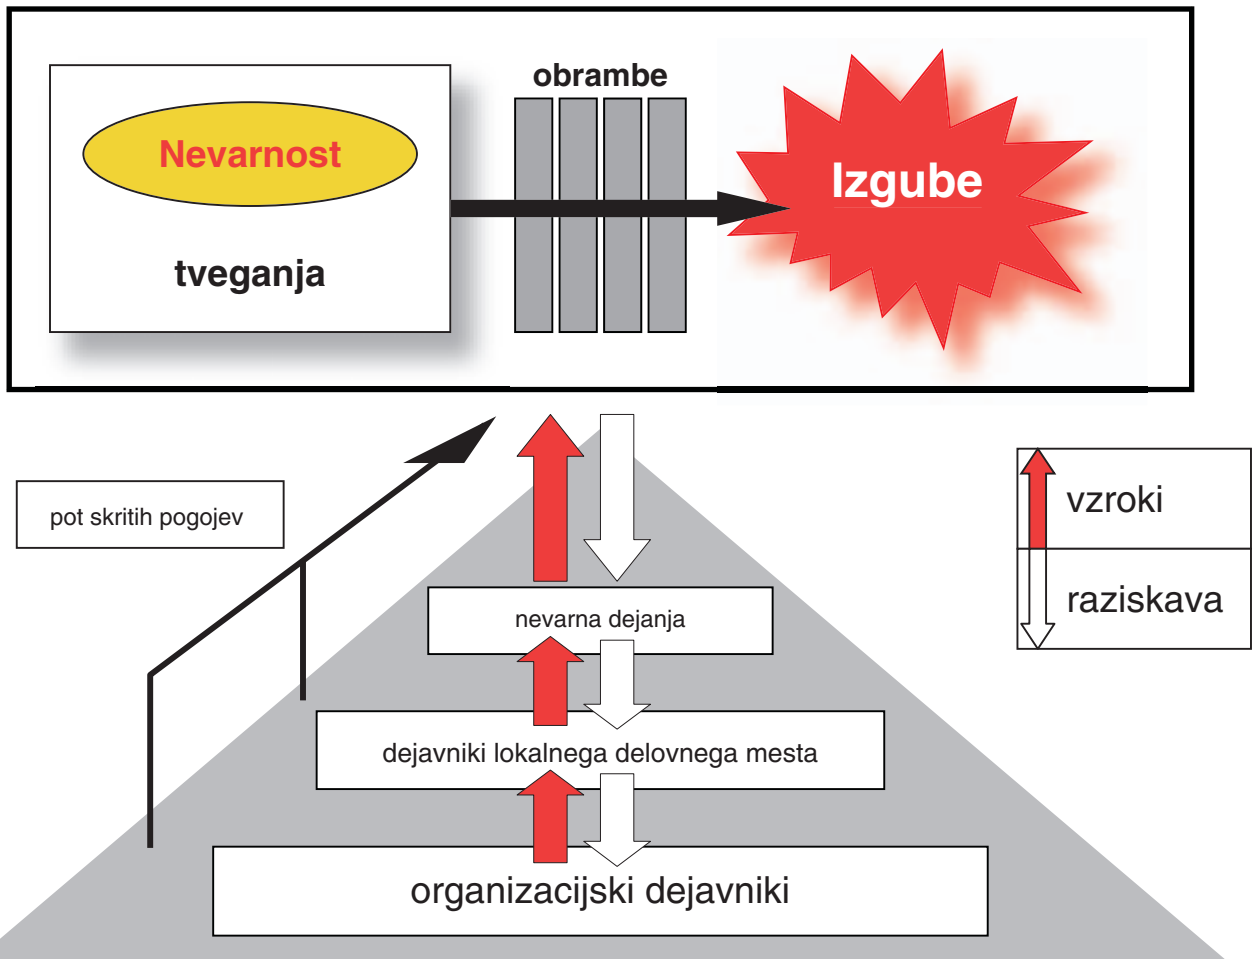 obrambe
Nevarnost
Izgube
tveganja
pot skritih pogojev
vzroki
raziskava
nevarna dejanja
dejavniki lokalnega delovnega mesta
organizacijski dejavniki